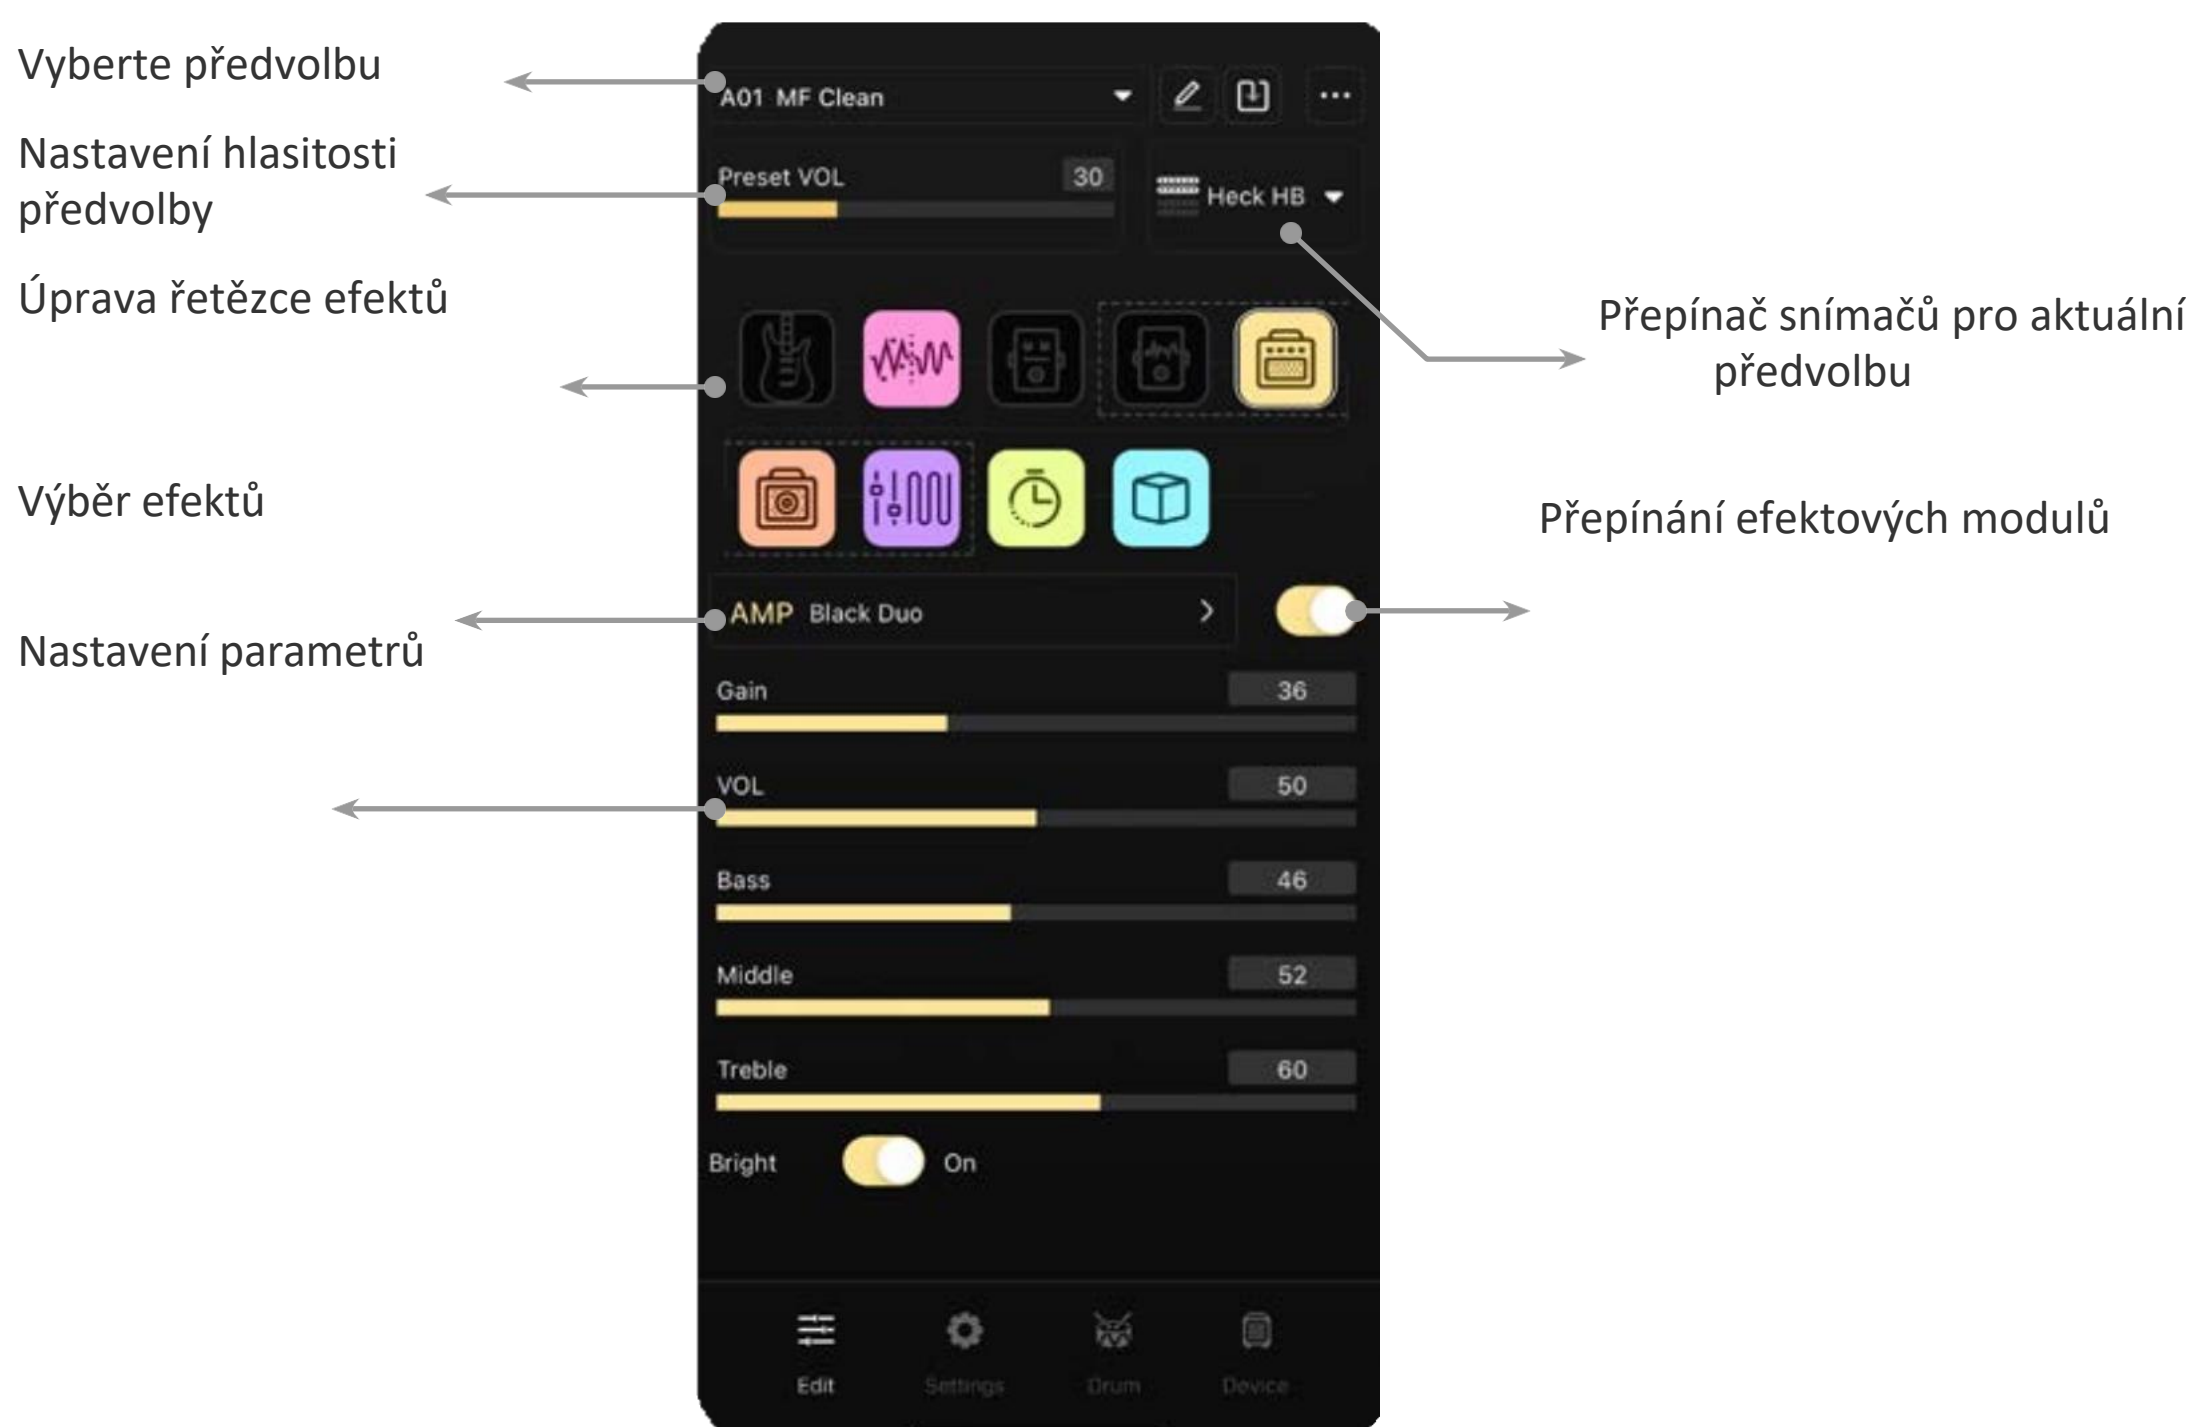 Vyberte předvolbu
Nastavení hlasitosti
předvolby
Úprava řetězce efektů
Výběr efektů
Nastavení parametrů
A01 MF Clean
Preset VOL 30
Heck HB
AMP Black Duo
Gain 36
VOL 50
Bass 46
Middle 52
Treble 60
Bright On
Edit Settings Drum Device
Přepínač snímačů pro aktuální
předvolbu
Přepínání efektových modulů